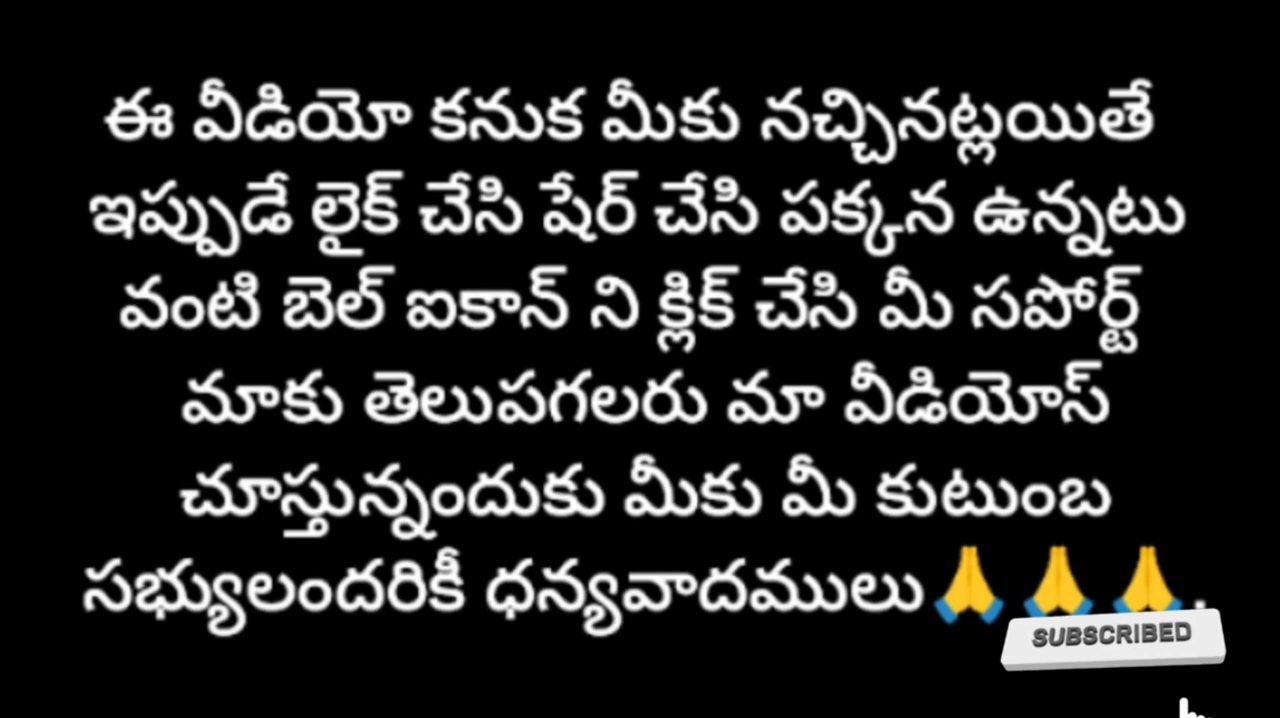 ఈ వీడియో కనుక మీకు నచ్చినట్లయితే
ఇప్పుడే లైక్ చేసి షేర్ చేసి పక్కన ఉన్నటు
వంటి బెల్ ఐకాన్ ని క్లిక్ చేసి మీ సపోర్ట్
మాకు తెలుపగలరు మా వీడియోస్
చూస్తున్నందుకు మీకు మీ కుటుంబ
సభ్యులందరికీ ధన్యవాదములు🙏🙏🙏.
SUBSCRIBED